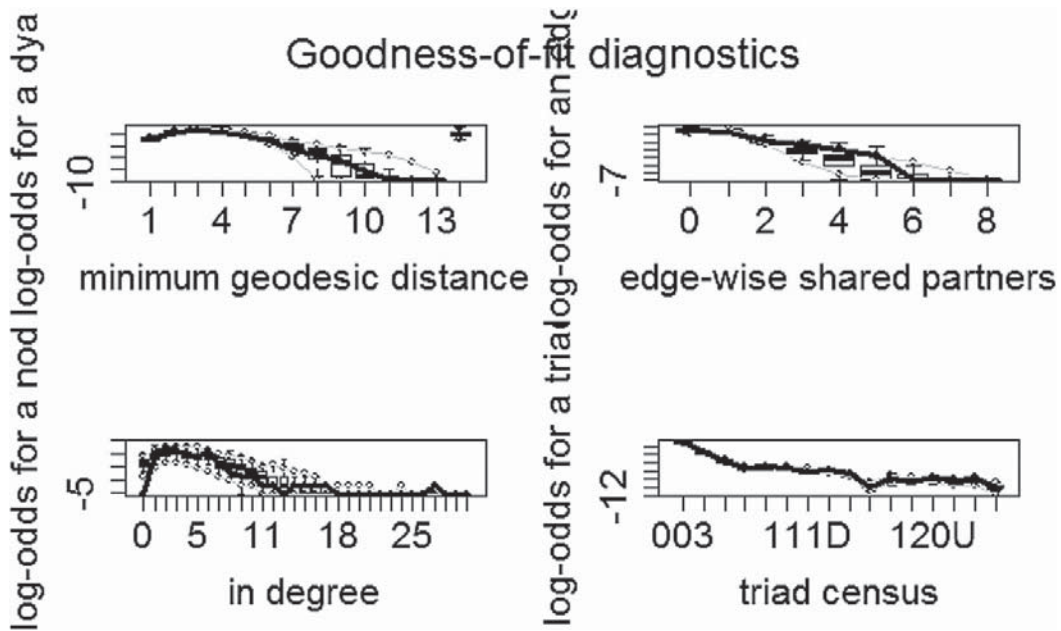 Goodness-of-fit diagnostics
log-odds for a dya
-10
1 4 7 10 13
minimum geodesic distance
log-odds for an edg
-7
0 2 4 6 8
edge-wise shared partners
log-odds for a nod
-5
0 5 11 18 25
in degree
log-odds for a triad
-12
003 111D 120U
triad census